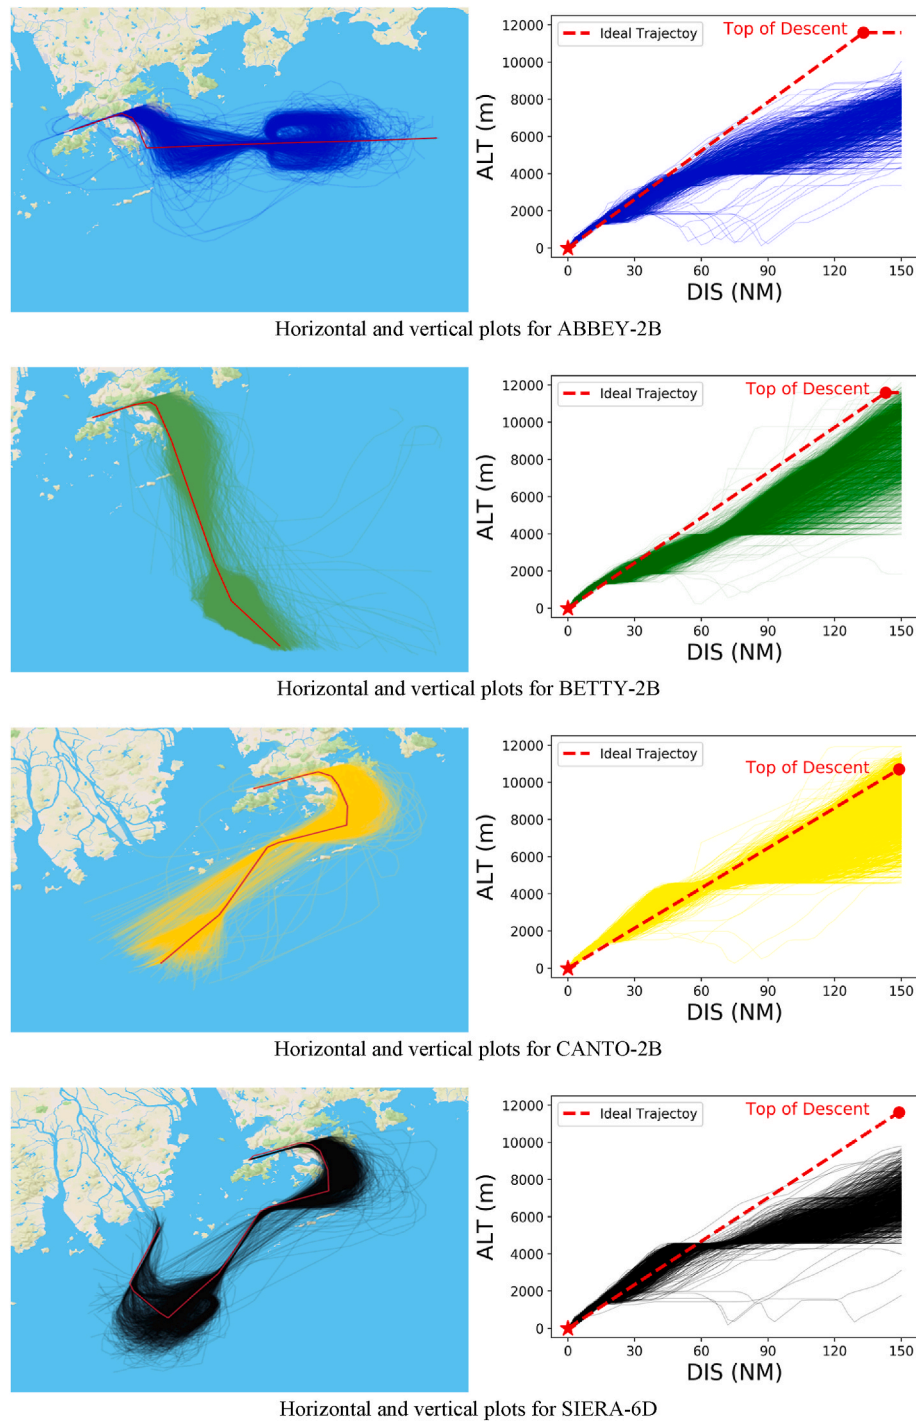 12000
10000
8000
6000
4000
2000
0
ALT (m)
Ideal Trajectoy
Top of Descent
0 30 60 90 120 150
DIS (NM)
Horizontal and vertical plots for ABBEY-2B
12000
10000
8000
6000
4000
2000
0
ALT (m)
Ideal Trajectoy
Top of Descent
0 30 60 90 120 150
DIS (NM)
Horizontal and vertical plots for BETTY-2B
12000
10000
8000
6000
4000
2000
0
ALT (m)
Ideal Trajectoy
Top of Descent
0 30 60 90 120 150
DIS (NM)
Horizontal and vertical plots for CANTO-2B
12000
10000
8000
6000
4000
2000
0
ALT (m)
Ideal Trajectoy
Top of Descent
0 30 60 90 120 150
DIS (NM)
Horizontal and vertical plots for SIERA-6D